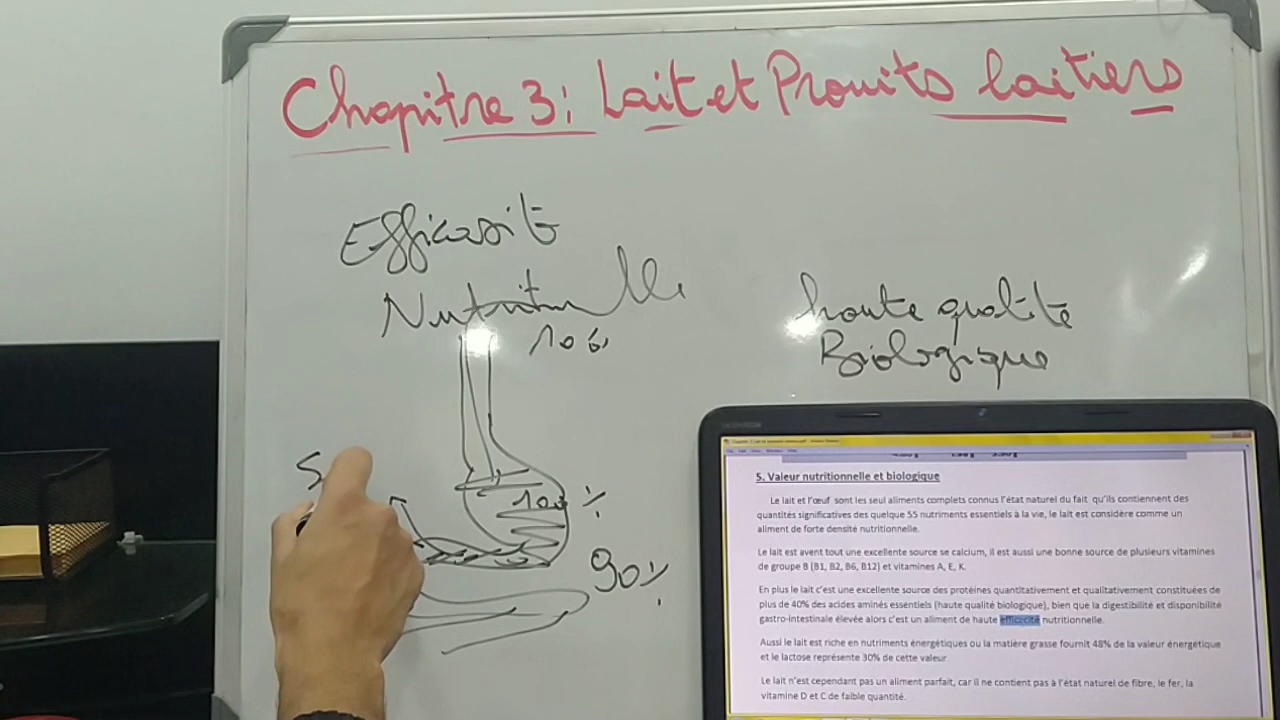 Chapitre 3: Lait et Prouits laitiers
Efficasité
Nutritionelle
haute qualité
Biologique
100
100%
90%
5
5. Valeur nutritionnelle et biologique
Le lait et l'œuf sont les seul aliments complets connus l'état naturel du fait qu'ils contiennent des
quantités significatives des quelque 55 nutriments essentiels à la vie, le lait est considère comme un
aliment de forte densité nutritionnelle.
Le lait est avent tout une excellente source se calcium, il est aussi une bonne source de plusieurs vitamines
de groupe B (B1, B2, B6, B12) et vitamines A, E, K.
En plus le lait c'est une excellente source des protéines quantitativement et qualitativement constituées de
plus de 40% des acides aminés essentiels (haute qualité biologique), bien que la digestibilité et disponibilité
gastro-intestinale élevée alors c'est un aliment de haute efficacité nutritionnelle.
Aussi le lait est riche en nutriments énergétiques ou la matière grasse fournit 48% de la valeur énergétique
et le lactose représente 30% de cette valeur.
Le lait n'est cependant pas un aliment parfait, car il ne contient pas à l'état naturel de fibre, le fer, la
vitamine D et C de faible quantité.